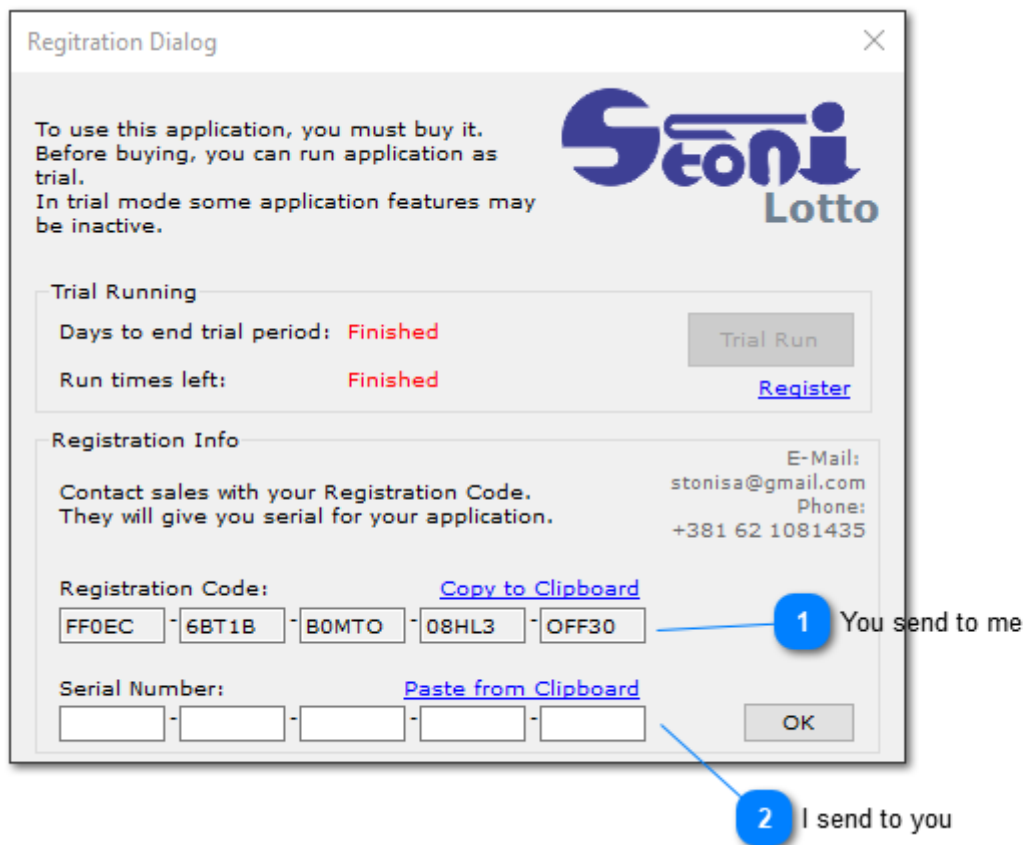 Regitration Dialog
Stoni
Lotto
To use this application, you must buy it.
Before buying, you can run application as
trial.
In trial mode some application features may
be inactive.
Trial Running
Days to end trial period: Finished
Trial Run
Run times left: Finished
Register
Registration Info
E-Mail:
stonisa@gmail.com
Phone:
+381 62 1081435
Contact sales with your Registration Code.
They will give you serial for your application.
Registration Code: Copy to Clipboard
FF0EC - 6BT1B - B0MTO - 08HL3 - OFF30
1 You send to me
Serial Number: Paste from Clipboard
- - - -
OK
2 I send to you